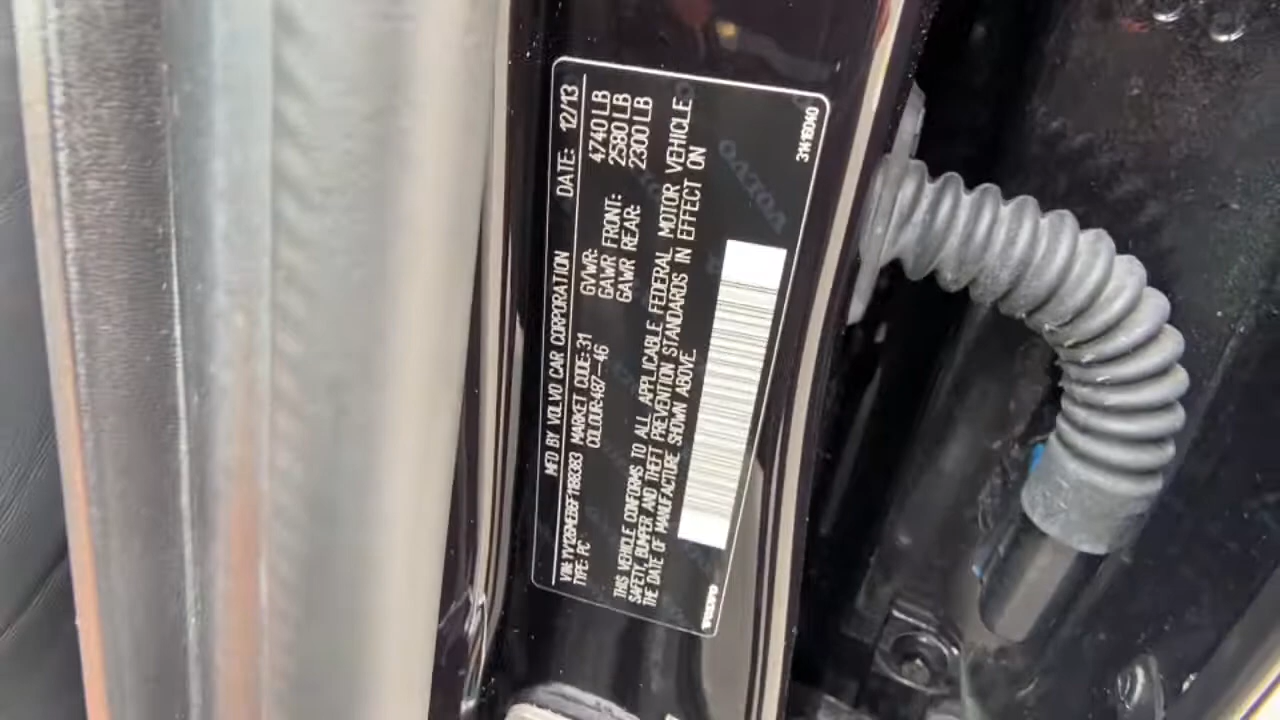 MFD BY VOLVO CAR CORPORATION DATE: 12/13
VIN:
TYPE: PC
MARKET CODE: 31
COLOUR:487-46
GVWR: 4740 LB
GAWR FRONT: 2580 LB
GAWR REAR: 2300 LB
THIS VEHICLE CONFORMS TO ALL APPLICABLE FEDERAL MOTOR VEHICLE
SAFETY, BUMPER AND THEFT PREVENTION STANDARDS IN EFFECT ON
THE DATE OF MANUFACTURE SHOWN ABOVE.
VOLVO
VOLVO